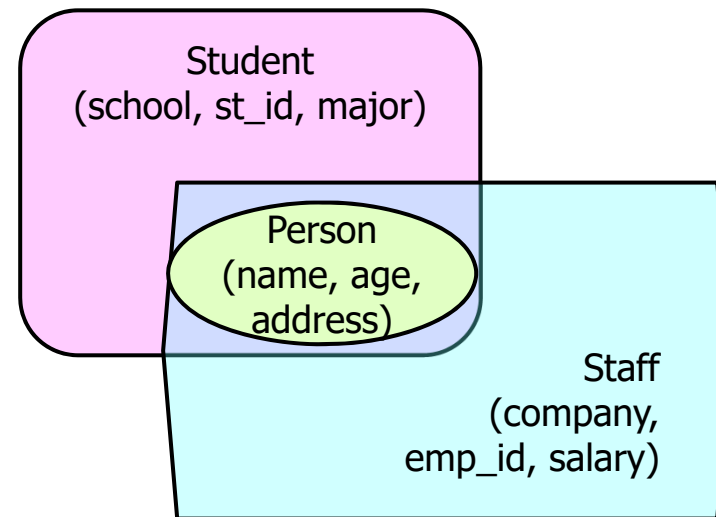 Student
(school, st_id, major)
Person
(name, age,
address)
Staff
(company,
emp_id, salary)